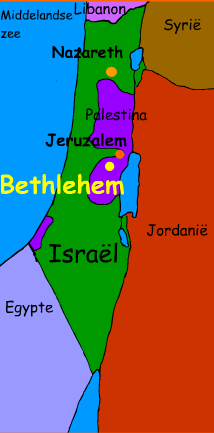 Libanon
Middelandse
zee
Syrië
Nazareth
Palestina
Jeruzalem
Bethlehem
Jordanië
Israël
Egypte